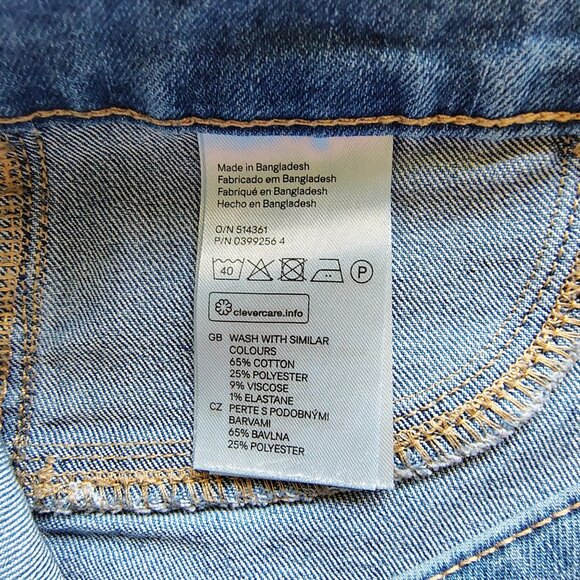 Made in Bangladesh
Fabricado em Bangladesh
Fabriqué en Bangladesh
Hecho en Bangladesh
O/N 514361
P/N 0399256 4
40 P
clevercare.info
GB WASH WITH SIMILAR
COLOURS
65% COTTON
25% POLYESTER
9% VISCOSE
1% ELASTANE
CZ PERTE S PODOBNÝMI
BARVAMI
65% BAVLNA
25% POLYESTER